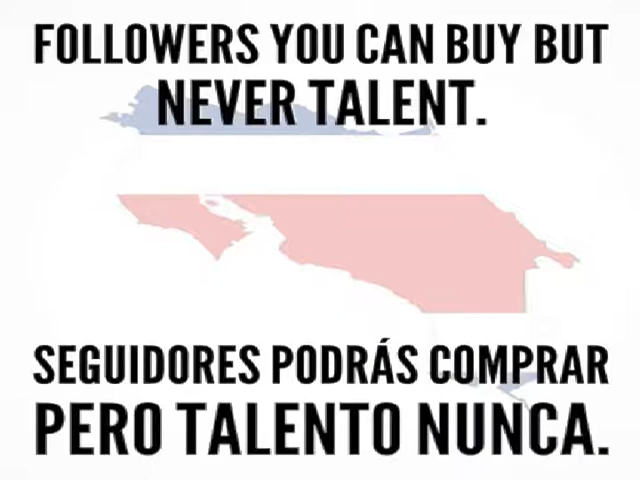 FOLLOWERS YOU CAN BUY BUT
NEVER TALENT.
SEGUIDORES PODRÁS COMPRAR
PERO TALENTO NUNCA.